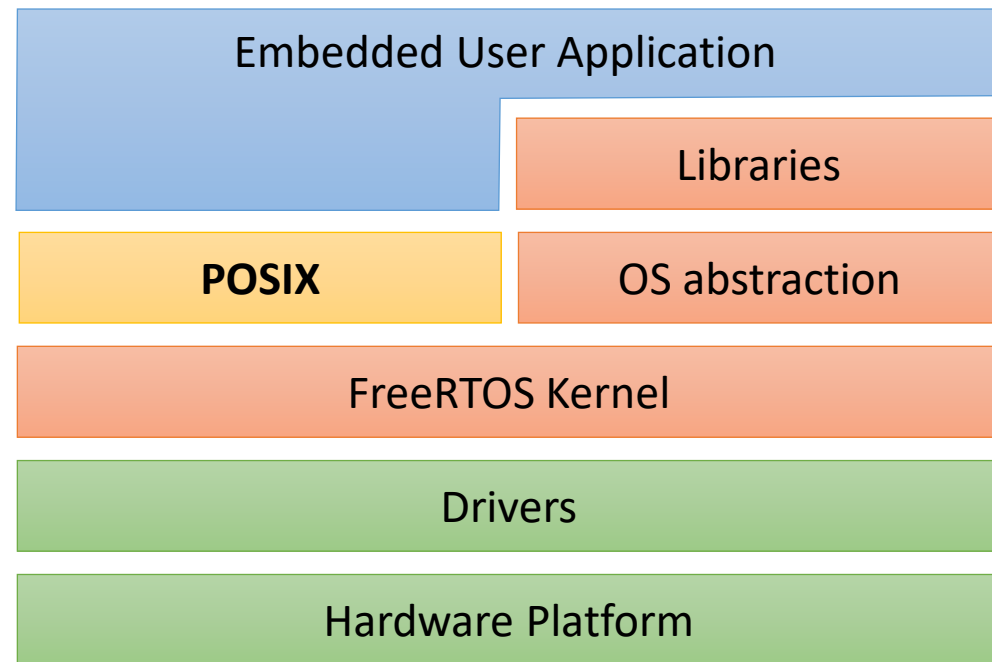 Embedded User Application
Libraries
POSIX
OS abstraction
FreeRTOS Kernel
Drivers
Hardware Platform